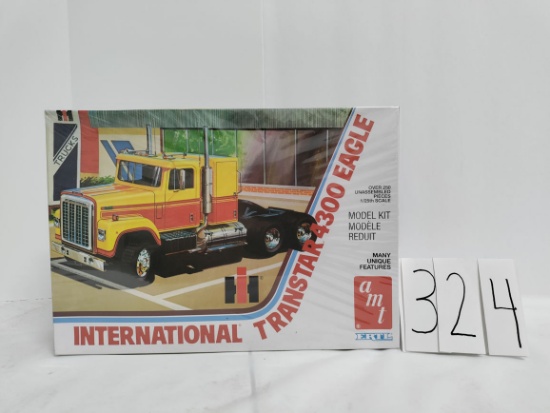 TRUCKS
INTERNATIONAL TRANSTAR 4300 EAGLE
OVER 200
UNASSEMBLED
PIECES
1/25th SCALE
MODEL KIT
MODÈLE
REDUIT
MANY
UNIQUE
FEATURES
amt
ERTL
324